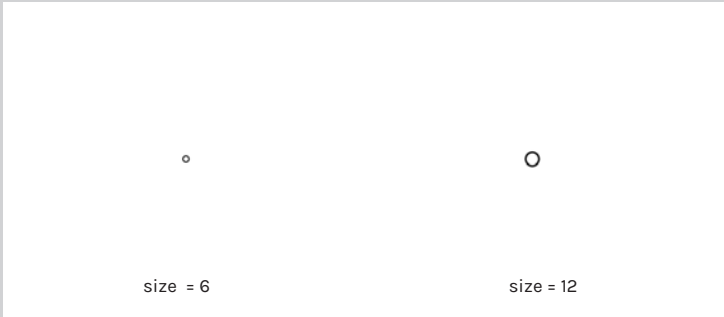 size = 6
size = 12